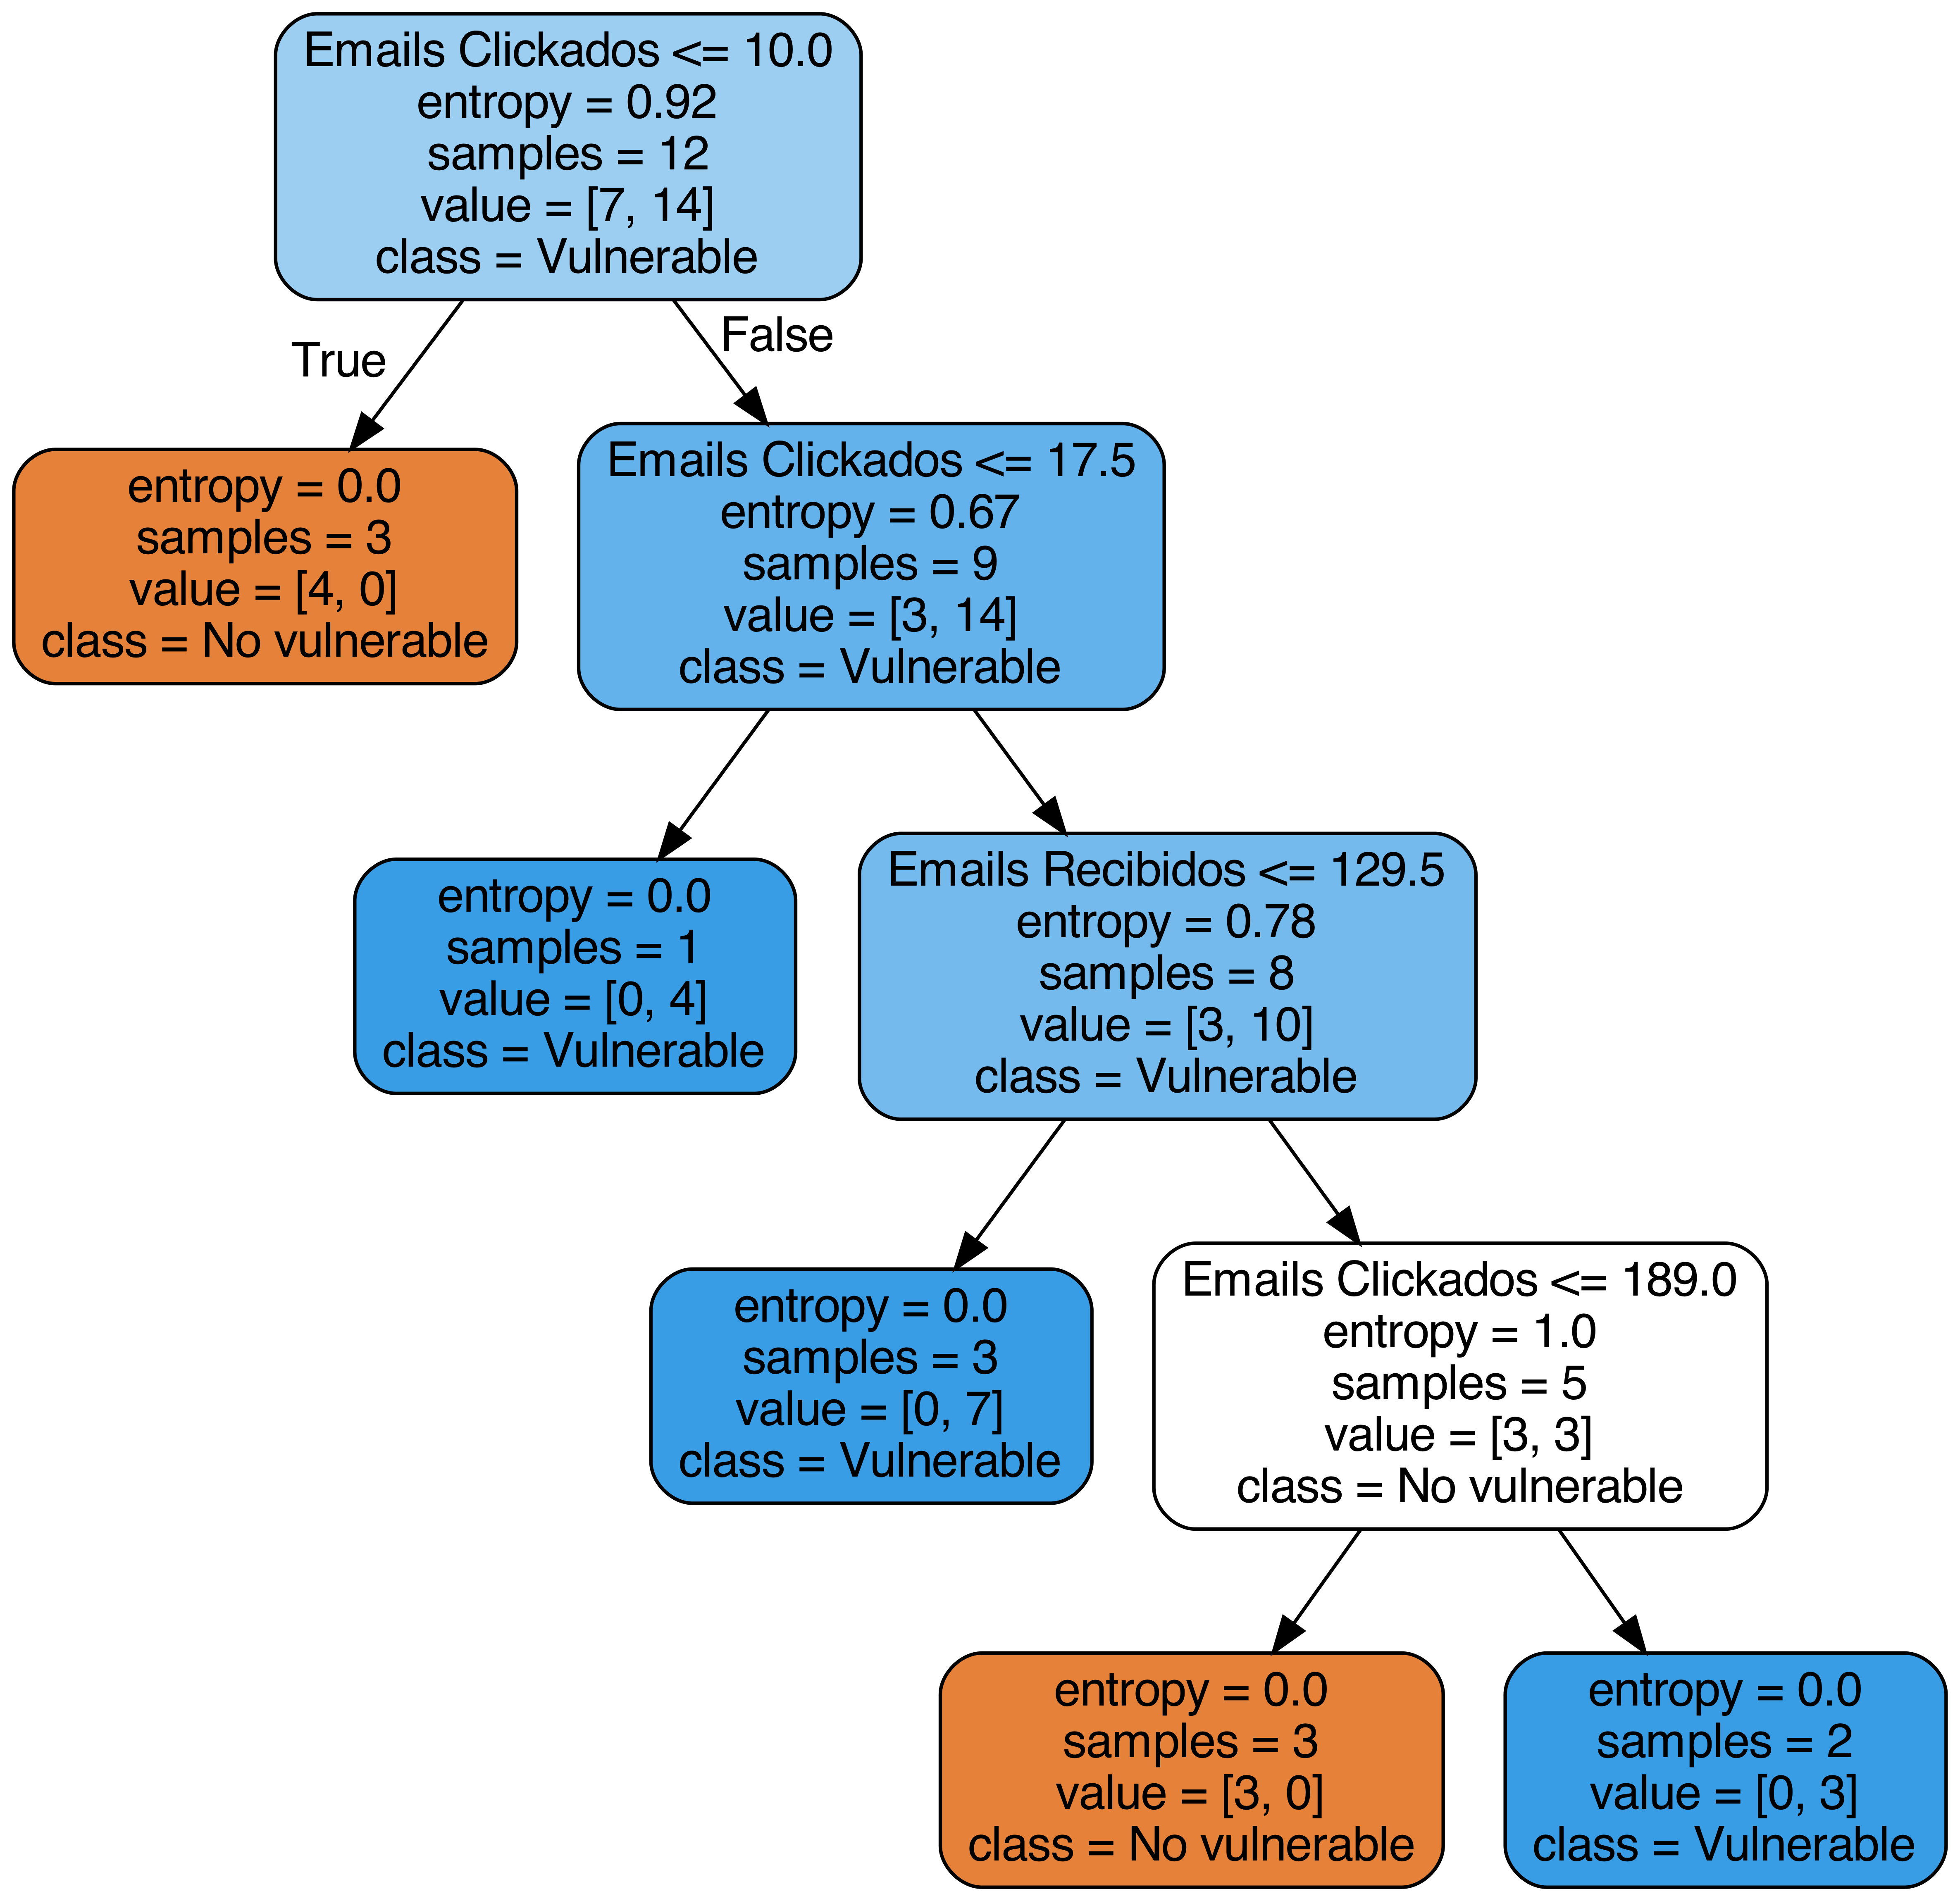 Emails Clickados <= 10.0
entropy = 0.92
samples = 12
value = [7, 14]
class = Vulnerable
True
False
entropy = 0.0
samples = 3
value = [4, 0]
class = No vulnerable
Emails Clickados <= 17.5
entropy = 0.67
samples = 9
value = [3, 14]
class = Vulnerable
entropy = 0.0
samples = 1
value = [0, 4]
class = Vulnerable
Emails Recibidos <= 129.5
entropy = 0.78
samples = 8
value = [3, 10]
class = Vulnerable
entropy = 0.0
samples = 3
value = [0, 7]
class = Vulnerable
Emails Clickados <= 189.0
entropy = 1.0
samples = 5
value = [3, 3]
class = No vulnerable
entropy = 0.0
samples = 3
value = [3, 0]
class = No vulnerable
entropy = 0.0
samples = 2
value = [0, 3]
class = Vulnerable